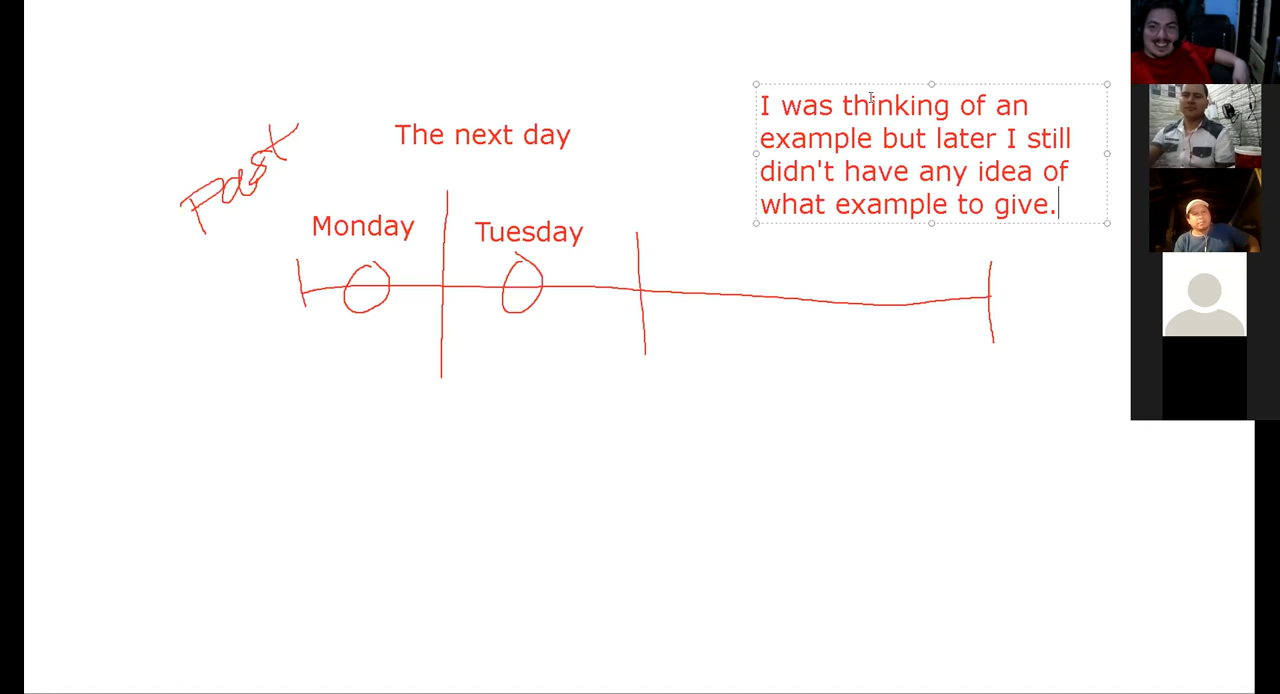 Past
The next day
Monday
Tuesday
I was thinking of an
example but later I still
didn't have any idea of
what example to give.